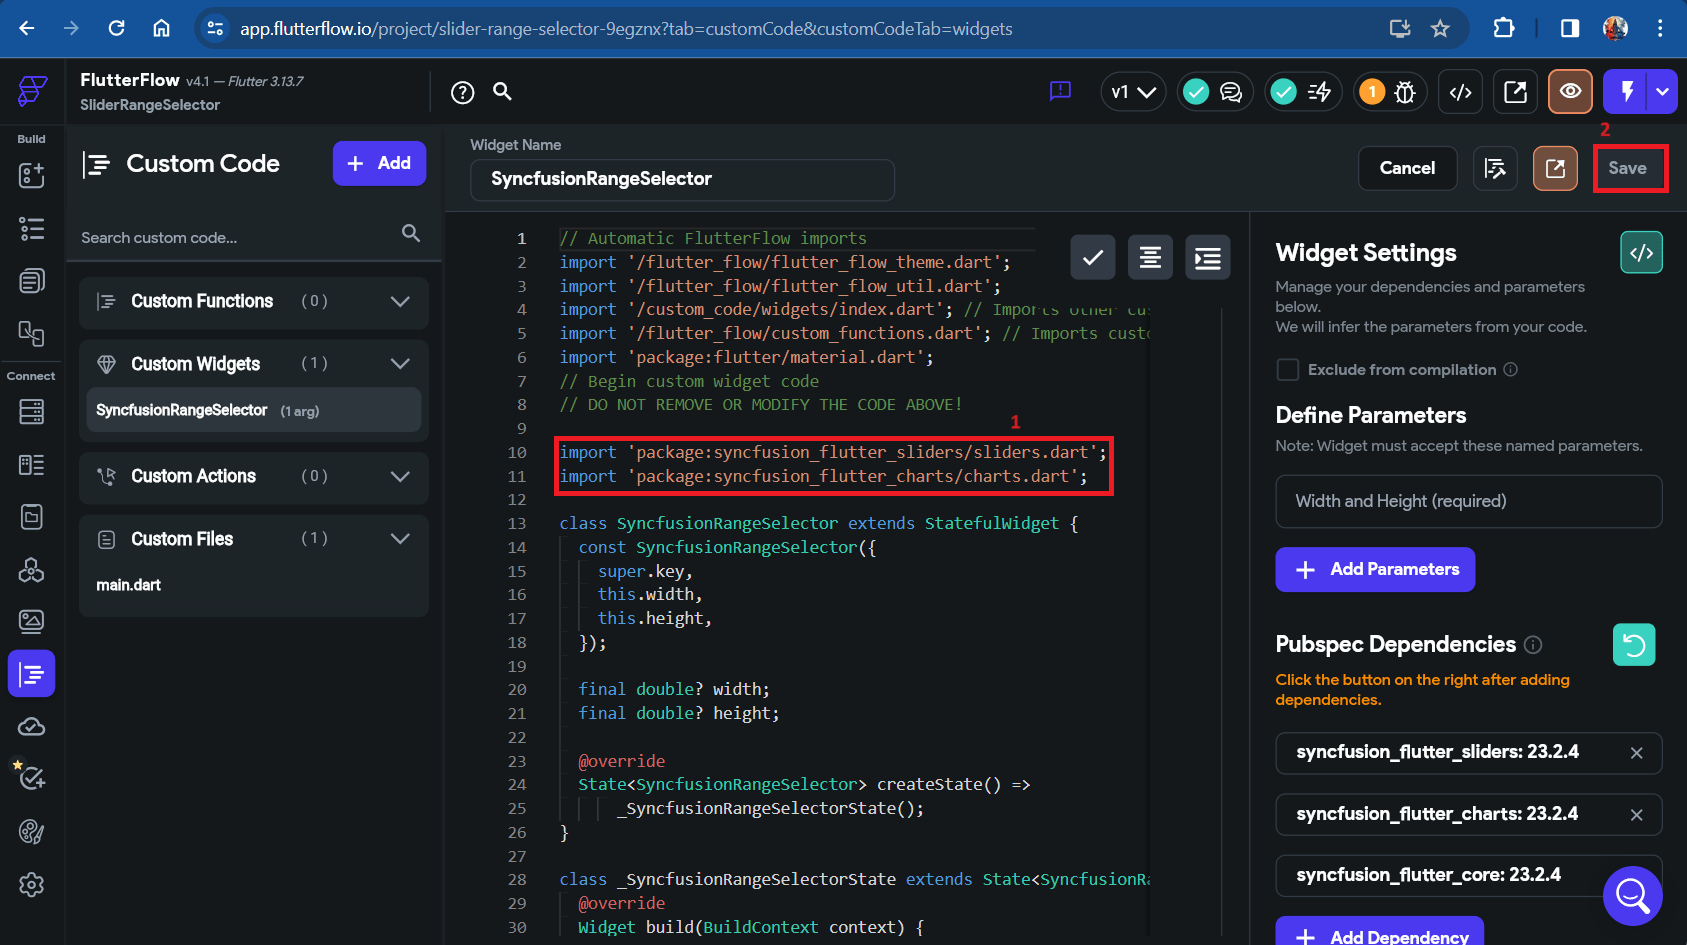 app.flutterflow.io/project/slider-range-selector-9egznx?tab=customCode&customCodeTab=widgets
FlutterFlow v4.1 — Flutter 3.13.7
SliderRangeSelector
v1
1
Build
Connect
Custom Code
+ Add
Search custom code...
Custom Functions ( 0 )
Custom Widgets ( 1 )
SyncfusionRangeSelector (1 arg)
Custom Actions ( 0 )
Custom Files ( 1 )
main.dart
Widget Name
SyncfusionRangeSelector
Cancel
2
Save
1 // Automatic FlutterFlow imports
2 import '/flutter_flow/flutter_flow_theme.dart';
3 import '/flutter_flow/flutter_flow_util.dart';
4 import '/custom_code/widgets/index.dart'; // Imports other cus
5 import '/flutter_flow/custom_functions.dart'; // Imports custo
6 import 'package:flutter/material.dart';
7 // Begin custom widget code
8 // DO NOT REMOVE OR MODIFY THE CODE ABOVE!
9
1
10 import 'package:syncfusion_flutter_sliders/sliders.dart';
11 import 'package:syncfusion_flutter_charts/charts.dart';
12
13 class SyncfusionRangeSelector extends StatefulWidget {
14 const SyncfusionRangeSelector({
15 super.key,
16 this.width,
17 this.height,
18 });
19
20 final double? width;
21 final double? height;
22
23 @override
24 State<SyncfusionRangeSelector> createState() =>
25 _SyncfusionRangeSelectorState();
26 }
27
28 class _SyncfusionRangeSelectorState extends State<SyncfusionRa
29 @override
30 Widget build(BuildContext context) {
Widget Settings
Manage your dependencies and parameters
below.
We will infer the parameters from your code.
Exclude from compilation
Define Parameters
Note: Widget must accept these named parameters.
Width and Height (required)
+ Add Parameters
Pubspec Dependencies
Click the button on the right after adding
dependencies.
syncfusion_flutter_sliders: 23.2.4
syncfusion_flutter_charts: 23.2.4
syncfusion_flutter_core: 23.2.4
+ Add Dependency